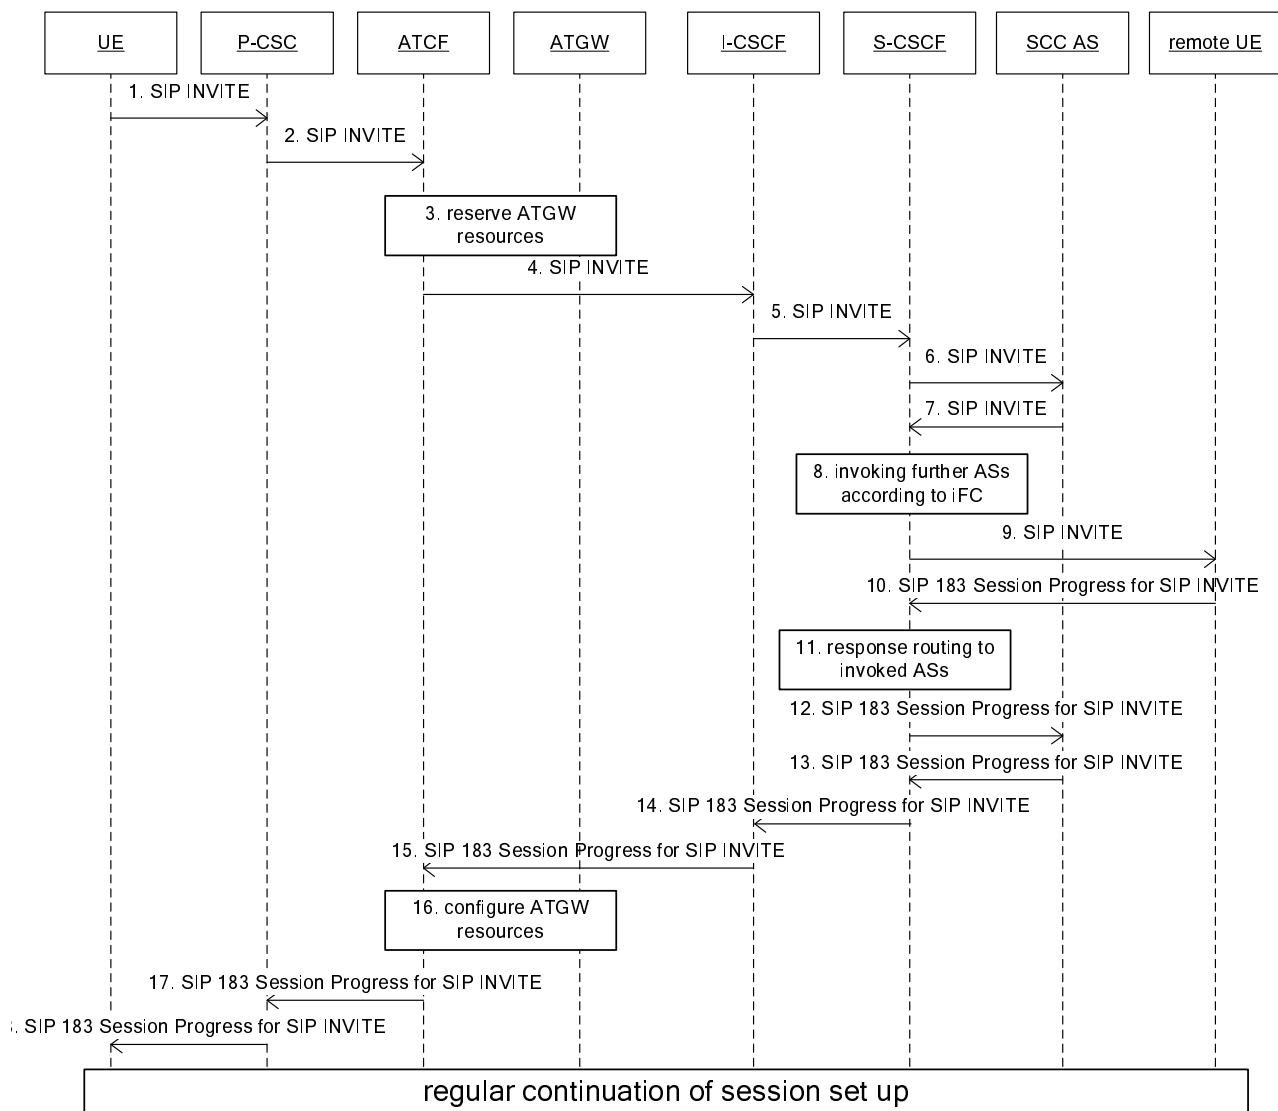 UE
P-CSC
ATCF
ATGW
I-CSCF
S-CSCF
SCC AS
remote UE
1. SIP INVITE
2. SIP INVITE
3. reserve ATGW
resources
4. SIP INVITE
5. SIP INVITE
6. SIP INVITE
7. SIP INVITE
8. invoking further ASs
according to iFC
9. SIP INVITE
10. SIP 183 Session Progress for SIP INVITE
11. response routing to
invoked ASs
12. SIP 183 Session Progress for SIP INVITE
13. SIP 183 Session Progress for SIP INVITE
14. SIP 183 Session Progress for SIP INVITE
15. SIP 183 Session Progress for SIP INVITE
16. configure ATGW
resources
17. SIP 183 Session Progress for SIP INVITE
. SIP 183 Session Progress for SIP INVITE
regular continuation of session set up